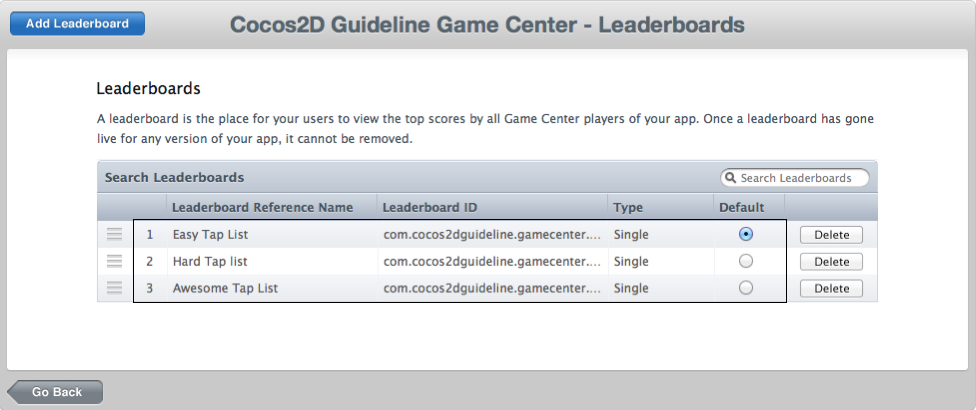 Add Leaderboard
Cocos2D Guideline Game Center - Leaderboards
Leaderboards
A leaderboard is the place for your users to view the top scores by all Game Center players of your app. Once a leaderboard has gone
live for any version of your app, it cannot be removed.
Search Leaderboards Search Leaderboards
Leaderboard Reference Name Leaderboard ID Type Default
1 Easy Tap List com.cocos2dguideline.gamecenter.... Single Delete
2 Hard Tap list com.cocos2dguideline.gamecenter.... Single Delete
3 Awesome Tap List com.cocos2dguideline.gamecenter.... Single Delete
Go Back